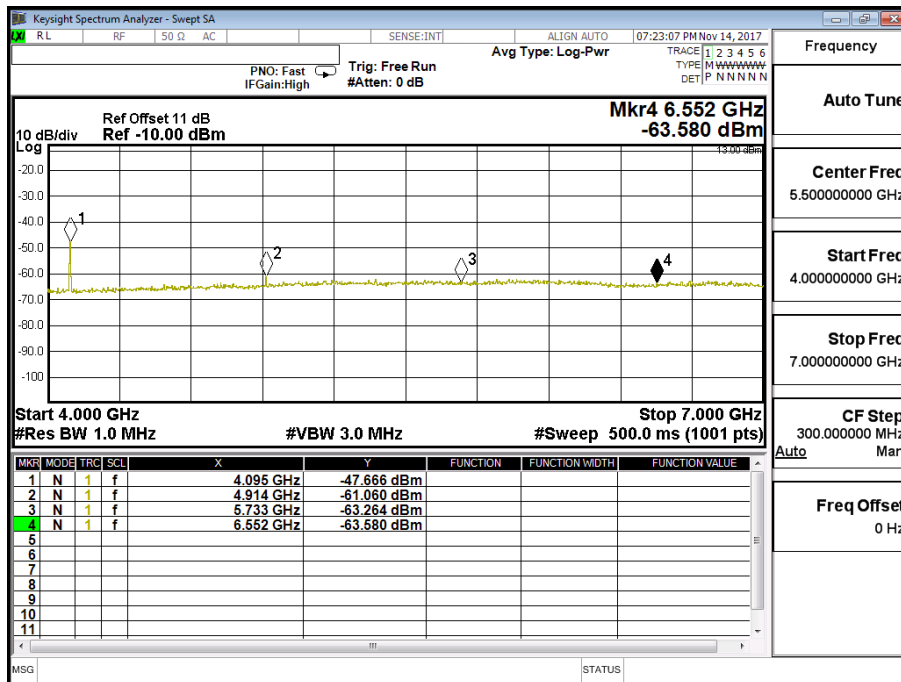 Keysight Spectrum Analyzer - Swept SA
LXI RL RF 50 Ω AC SENSE:INT ALIGN AUTO 07:23:07 PM Nov 14, 2017
Avg Type: Log-Pwr
TRACE 1 2 3 4 5 6
TYPE M WWWWW
DET P N N N N N
PNO: Fast
IFGain:High
Trig: Free Run
#Atten: 0 dB
Mkr4 6.552 GHz
-63.580 dBm
Ref Offset 11 dB
10 dB/div Ref -10.00 dBm
Log
-13.00 dBm
-20.0
-30.0
-40.0
-50.0
-60.0
-70.0
-80.0
-90.0
-100
1
2
3
4
Start 4.000 GHz Stop 7.000 GHz
#Res BW 1.0 MHz #VBW 3.0 MHz #Sweep 500.0 ms (1001 pts)
MKR MODE TRC SCL X Y FUNCTION FUNCTION WIDTH FUNCTION VALUE
1 N 1 f 4.095 GHz -47.666 dBm
2 N 1 f 4.914 GHz -61.060 dBm
3 N 1 f 5.733 GHz -63.264 dBm
4 N 1 f 6.552 GHz -63.580 dBm
5
6
7
8
9
10
11
MSG STATUS
Frequency
Auto Tune
Center Freq
5.500000000 GHz
Start Freq
4.000000000 GHz
Stop Freq
7.000000000 GHz
CF Step
300.000000 MHz
Auto Man
Freq Offset
0 Hz